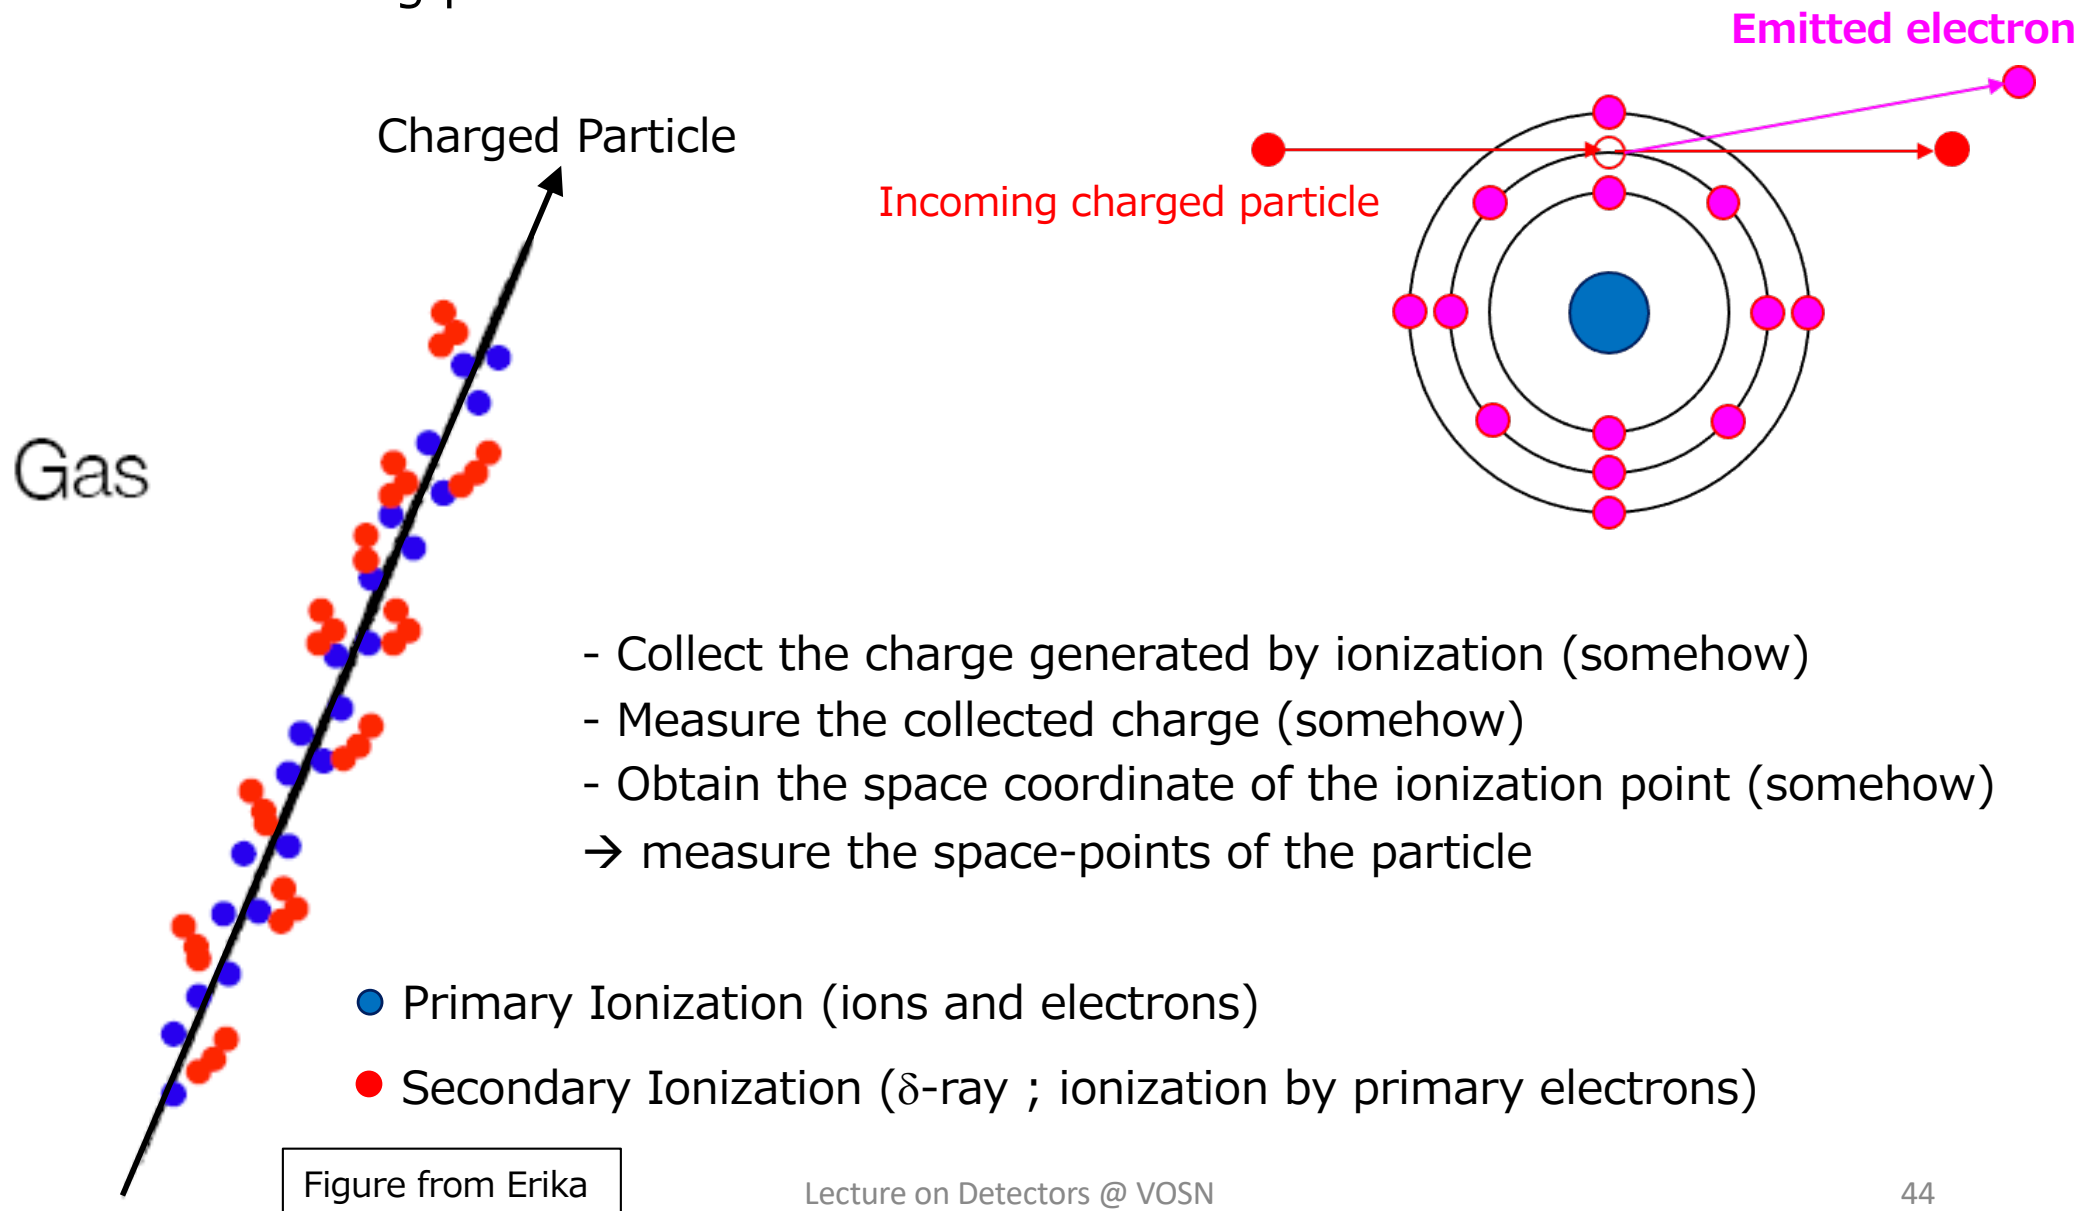 Emitted electron
Charged Particle
Incoming charged particle
Gas
- Collect the charge generated by ionization (somehow)
- Measure the collected charge (somehow)
- Obtain the space coordinate of the ionization point (somehow)
→ measure the space-points of the particle
Primary Ionization (ions and electrons)
Secondary Ionization (δ-ray ; ionization by primary electrons)
Figure from Erika
Lecture on Detectors @ VOSN
44